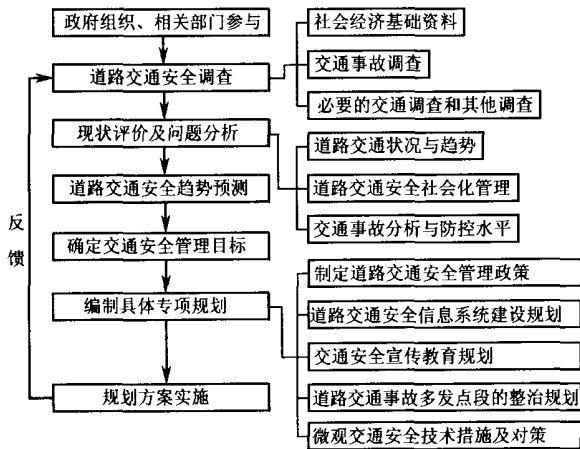 政府组织、相关部门参与
道路交通安全调查
现状评价及问题分析
道路交通安全趋势预测
确定交通安全管理目标
编制具体专项规划
规划方案实施
反
馈
社会经济基础资料
交通事故调查
必要的交通调查和其他调查
道路交通状况与趋势
道路交通安全社会化管理
交通事故分析与防控水平
制定道路交通安全管理政策
道路交通安全信息系统建设规划
交通安全宣传教育规划
道路交通事故多发点段的整治规划
微观交通安全技术措施及对策